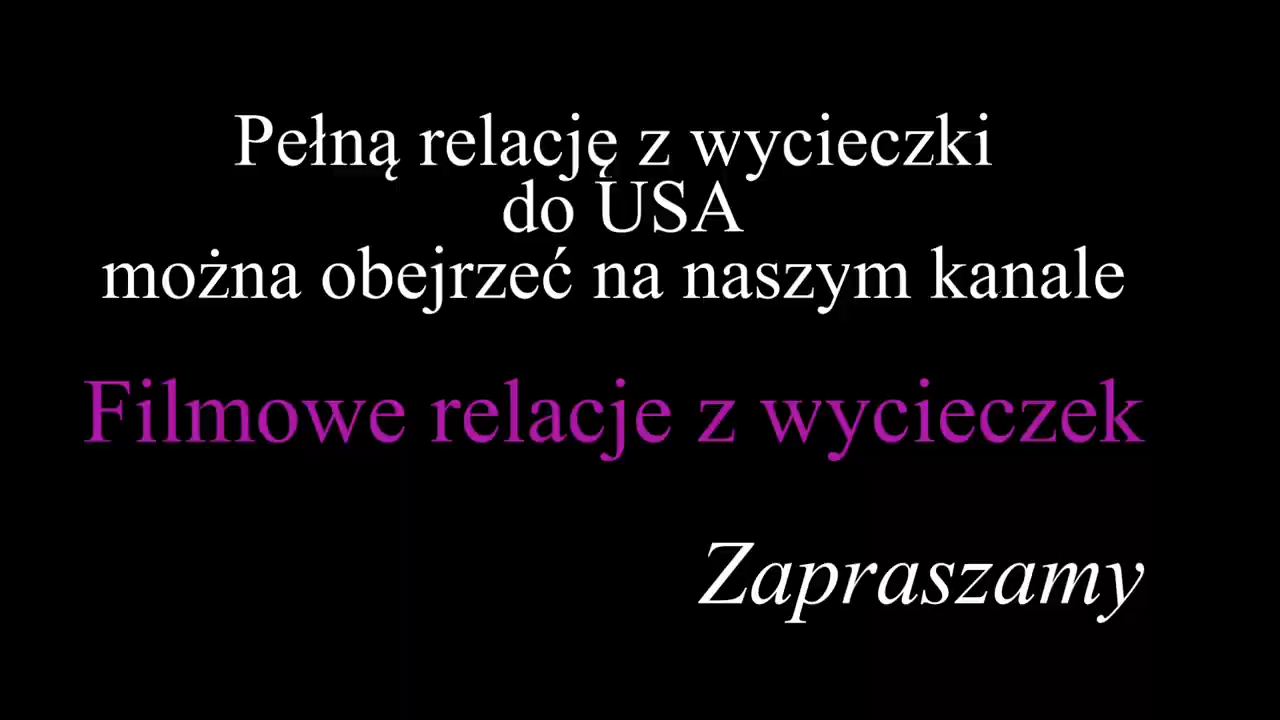 Pełną relację z wycieczki
do USA
można obejrzeć na naszym kanale
Filmowe relacje z wycieczek
Zapraszamy